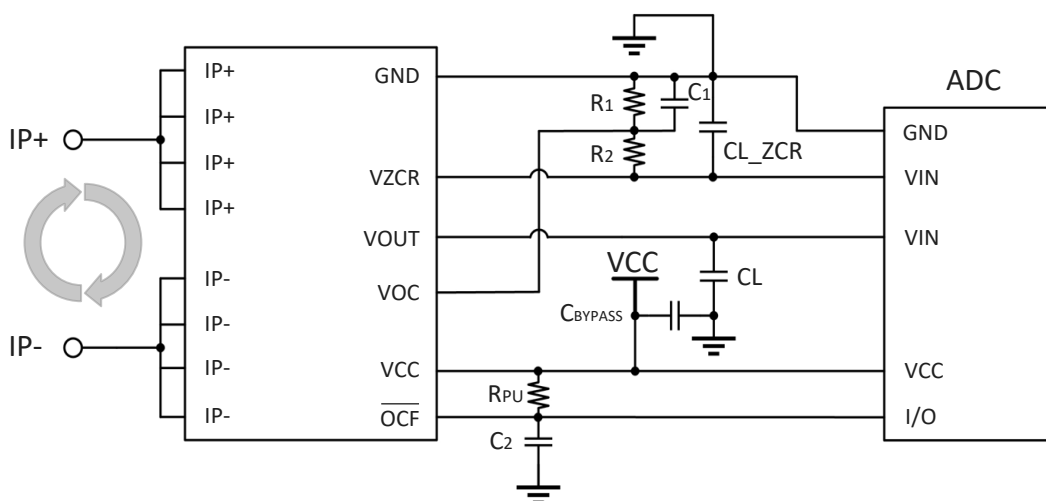 ADC
IP+
GND
R1
C1
IP+
IP+
GND
IP+
R2
CL_ZCR
IP+
VZCR
VIN
VOUT
VIN
VCC
IP-
VOC
CL
CBYPASS
IP-
IP-
IP-
VCC
RPU
VCC
IP-
OCF
C2
I/O